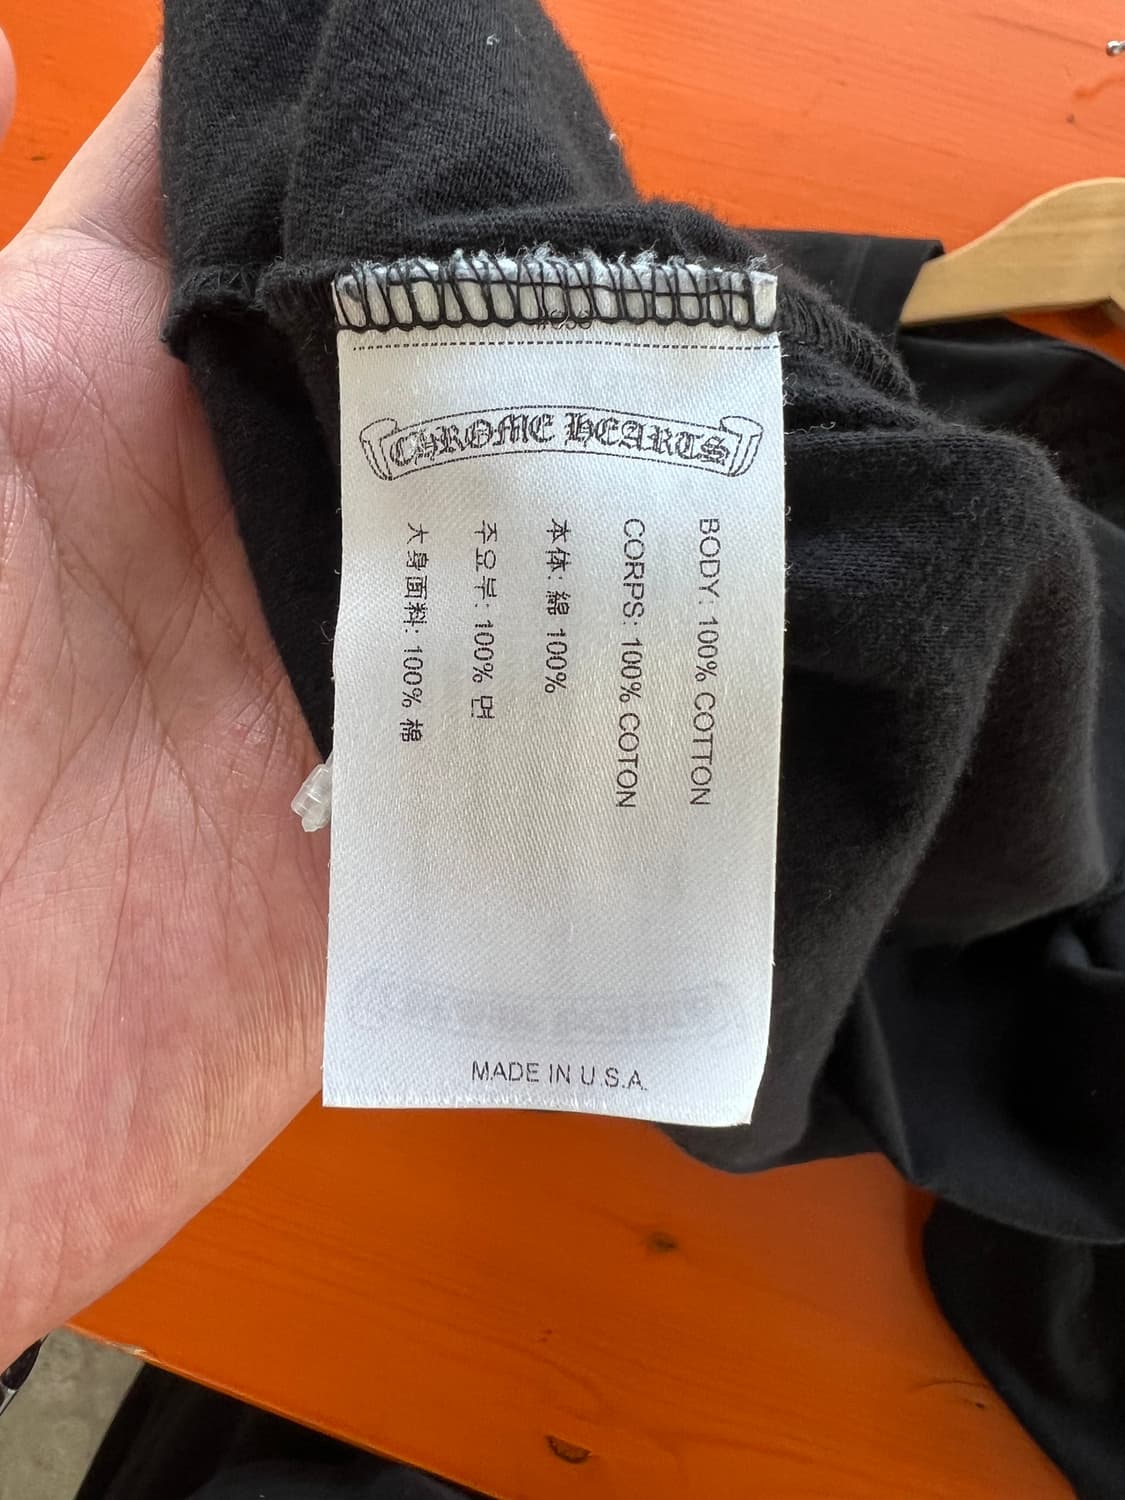 CHROME HEARTS
BODY: 100% COTTON
CORPS: 100% COTON
本体: 綿 100%
주요부: 100% 면
大身面料: 100% 棉
MADE IN U.S.A.